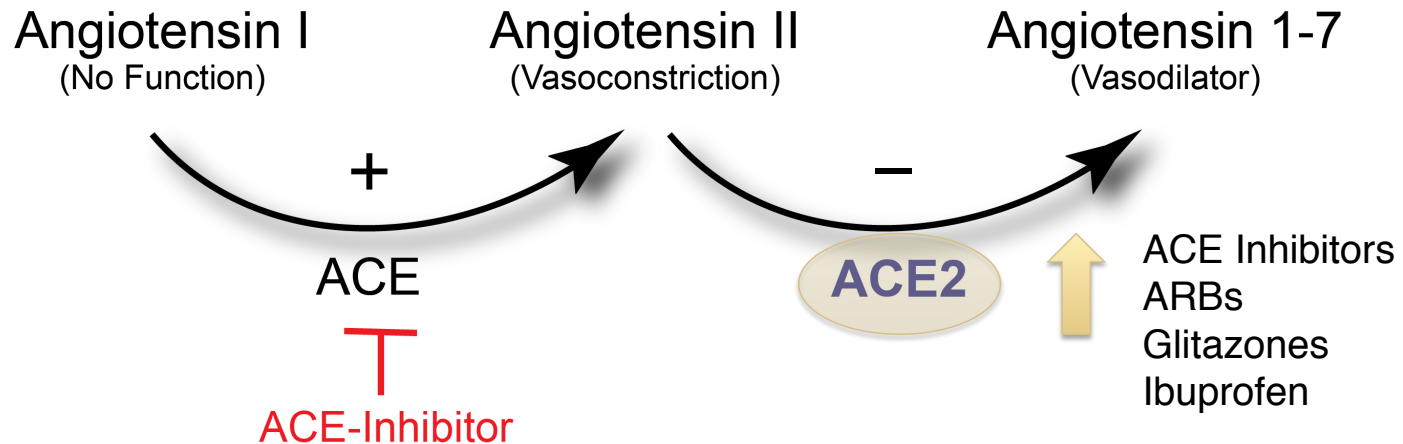 Angiotensin I
(No Function)
Angiotensin II
(Vasoconstriction)
Angiotensin 1-7
(Vasodilator)
+
−
ACE
ACE-Inhibitor
ACE2
ACE Inhibitors
ARBs
Glitazones
Ibuprofen